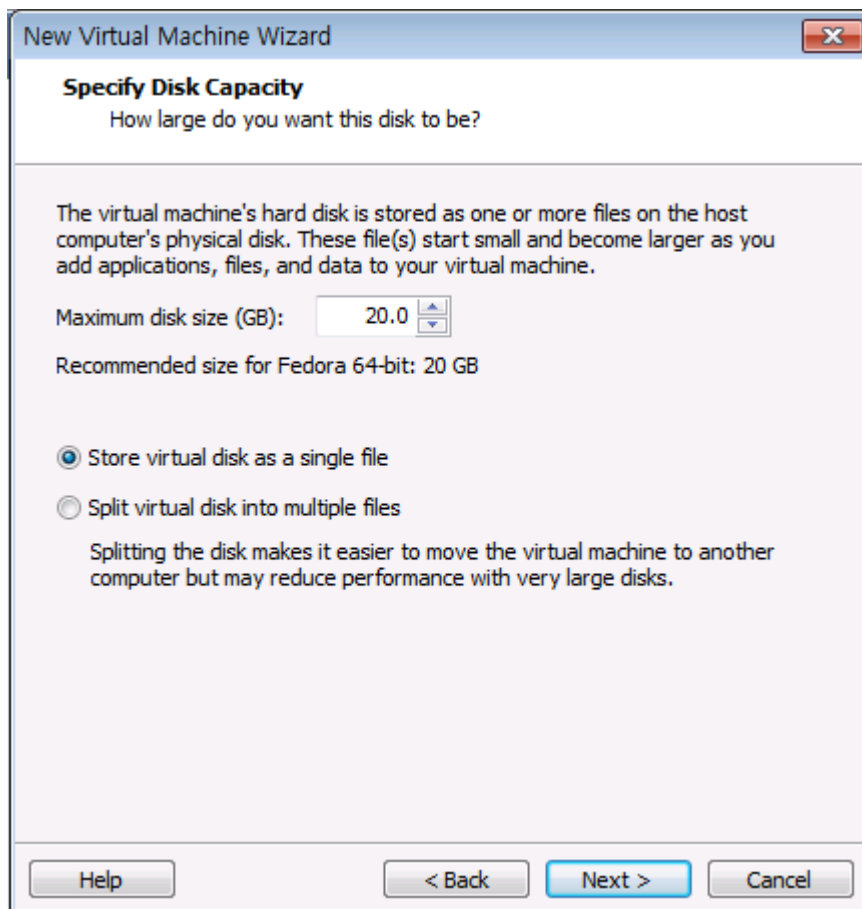 New Virtual Machine Wizard
Specify Disk Capacity
How large do you want this disk to be?
The virtual machine's hard disk is stored as one or more files on the host
computer's physical disk. These file(s) start small and become larger as you
add applications, files, and data to your virtual machine.
Maximum disk size (GB): 20.0
Recommended size for Fedora 64-bit: 20 GB
Store virtual disk as a single file
Split virtual disk into multiple files
Splitting the disk makes it easier to move the virtual machine to another
computer but may reduce performance with very large disks.
Help < Back Next > Cancel